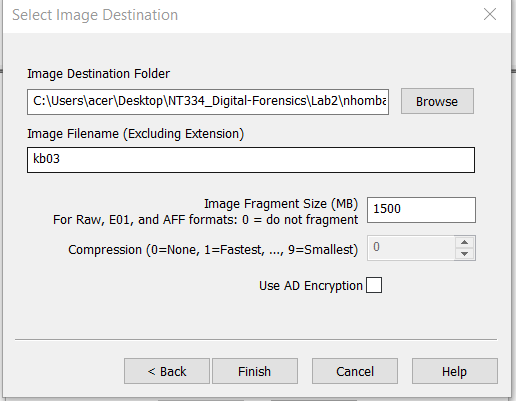 Select Image Destination
Image Destination Folder
C:\Users\acer\Desktop\NT334_Digital-Forensics\Lab2\nhomba
Browse
Image Filename (Excluding Extension)
kb03
Image Fragment Size (MB)
1500
For Raw, E01, and AFF formats: 0 = do not fragment
Compression (0=None, 1=Fastest, ..., 9=Smallest)
0
Use AD Encryption
< Back
Finish
Cancel
Help